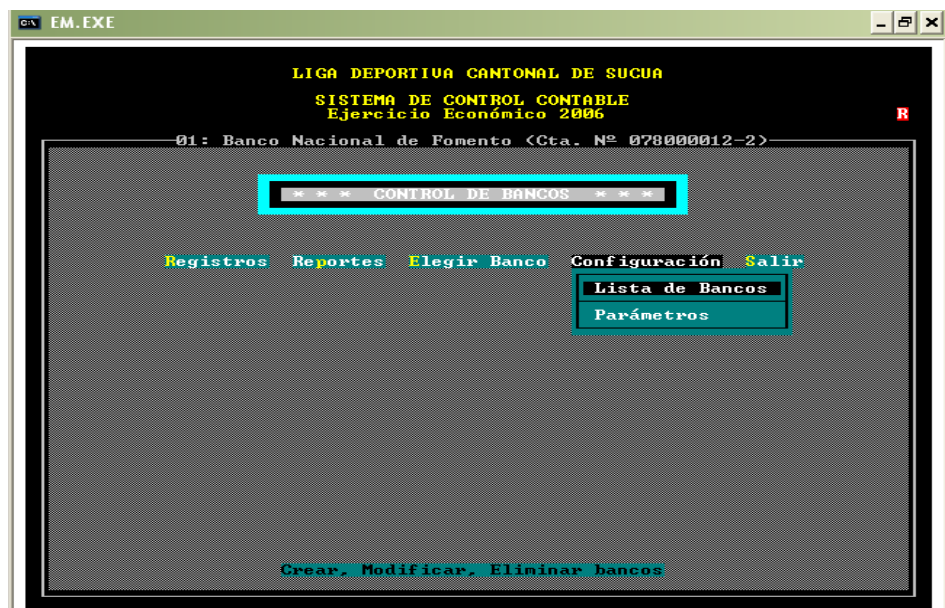 EM.EXE
LIGA DEPORTIVA CANTONAL DE SUCUA
SISTEMA DE CONTROL CONTABLE
Ejercicio Económico 2006
R
01: Banco Nacional de Fomento (Cta. Nº 078000012-2)
* * * CONTROL DE BANCOS * * *
Registros Reportes Elegir Banco Configuración Salir
Lista de Bancos
Parámetros
Crear, Modificar, Eliminar bancos